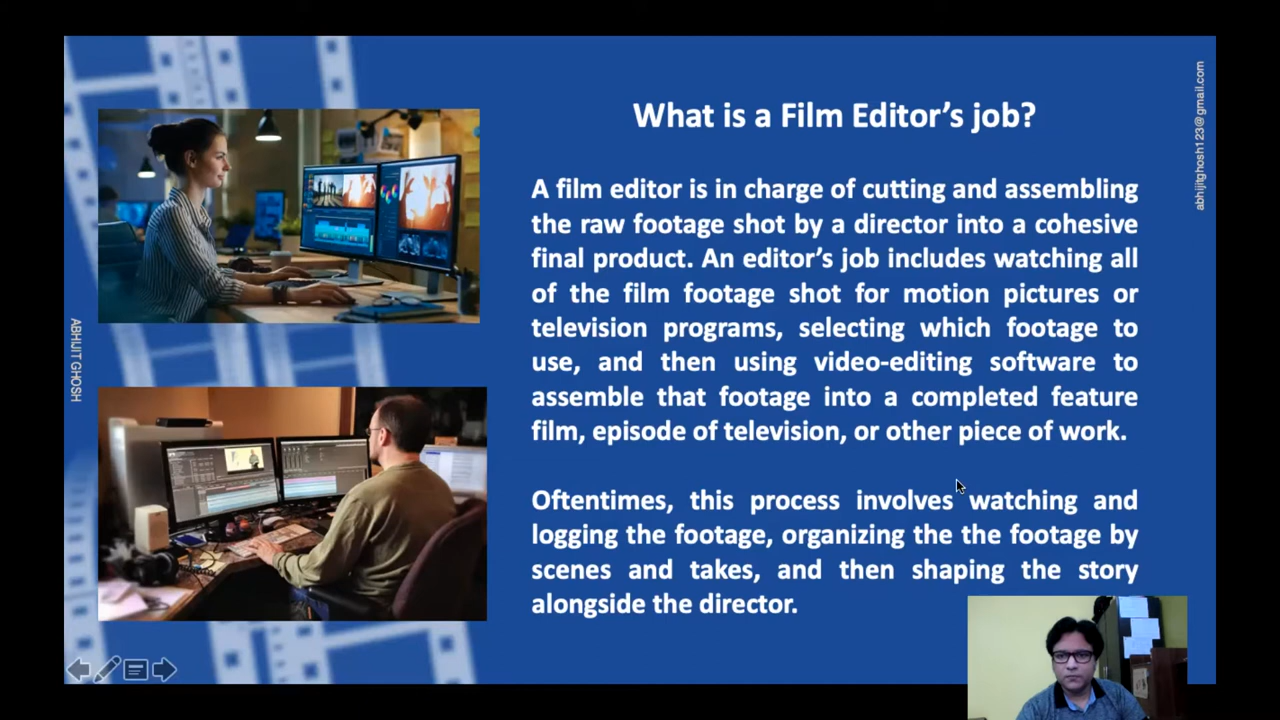 What is a Film Editor's job?
A film editor is in charge of cutting and assembling
the raw footage shot by a director into a cohesive
final product. An editor's job includes watching all
of the film footage shot for motion pictures or
television programs, selecting which footage to
use, and then using video-editing software to
assemble that footage into a completed feature
film, episode of television, or other piece of work.
Oftentimes, this process involves watching and
logging the footage, organizing the the footage by
scenes and takes, and then shaping the story
alongside the director.
ABHIJIT GHOSH
abhijitghosh123@gmail.com